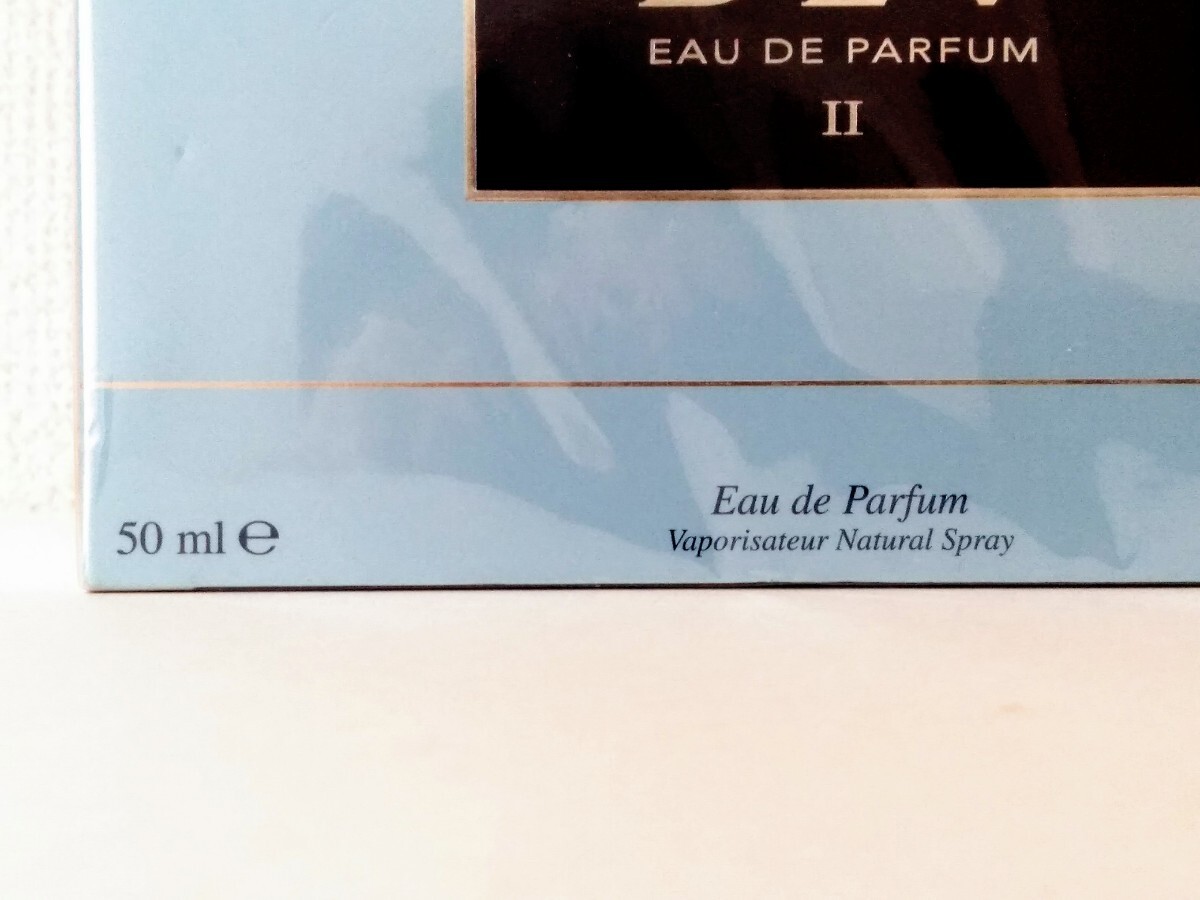 EAU DE PARFUM
II
Eau de Parfum
50 ml ℮
Vaporisateur Natural Spray